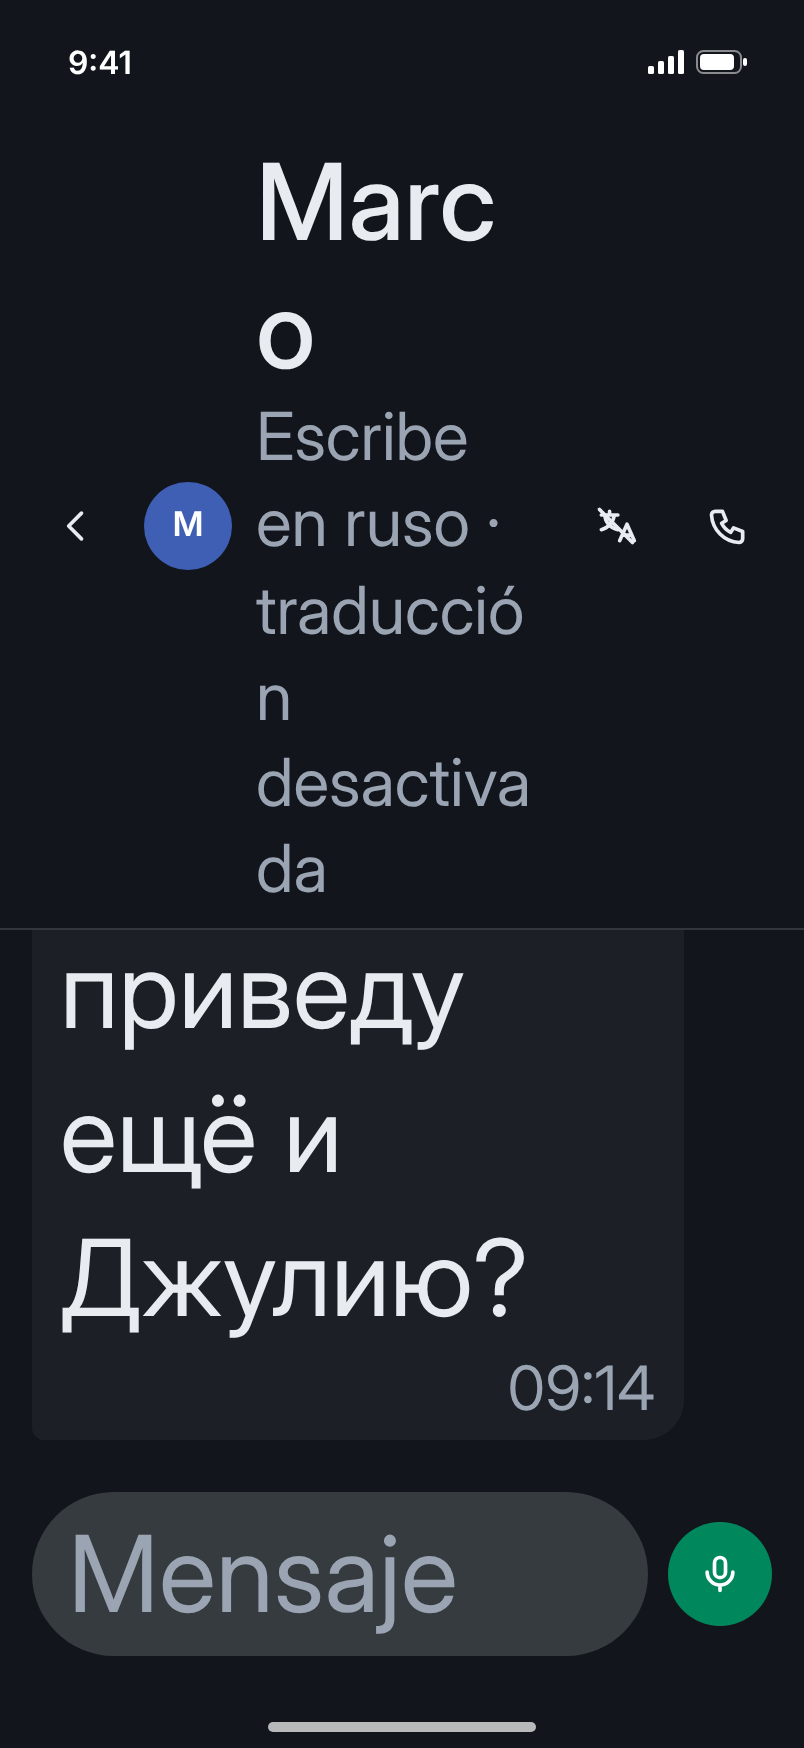 9:41
Marc
o
Escribe
en ruso ·
traducció
n
desactiva
da
M
приведу
ещё и
Джулию?
09:14
Mensaje